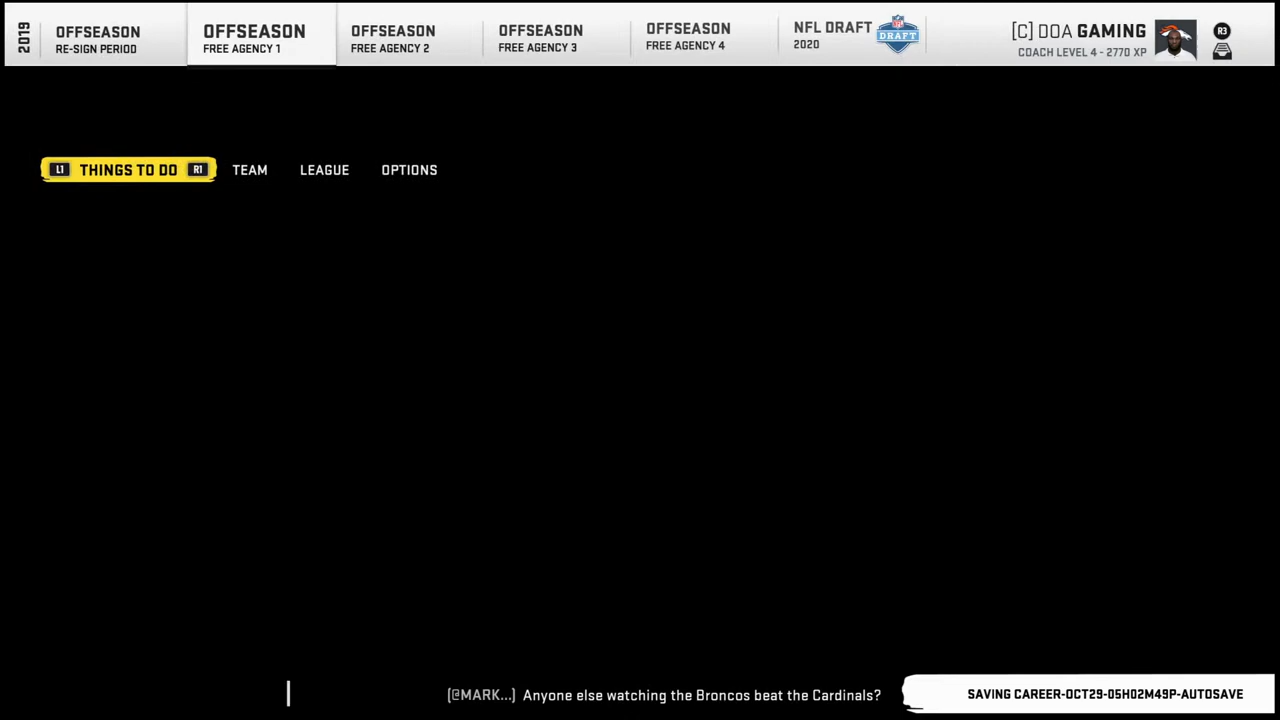 2019
OFFSEASON
RE-SIGN PERIOD
OFFSEASON
FREE AGENCY 1
OFFSEASON
FREE AGENCY 2
OFFSEASON
FREE AGENCY 3
OFFSEASON
FREE AGENCY 4
NFL DRAFT
2020
NFL
DRAFT
[C] DOA GAMING
COACH LEVEL 4 - 2770 XP
R3
L1 THINGS TO DO R1 TEAM LEAGUE OPTIONS
[@MARK...] Anyone else watching the Broncos beat the Cardinals?
SAVING CAREER-OCT29-05H02M49P-AUTOSAVE